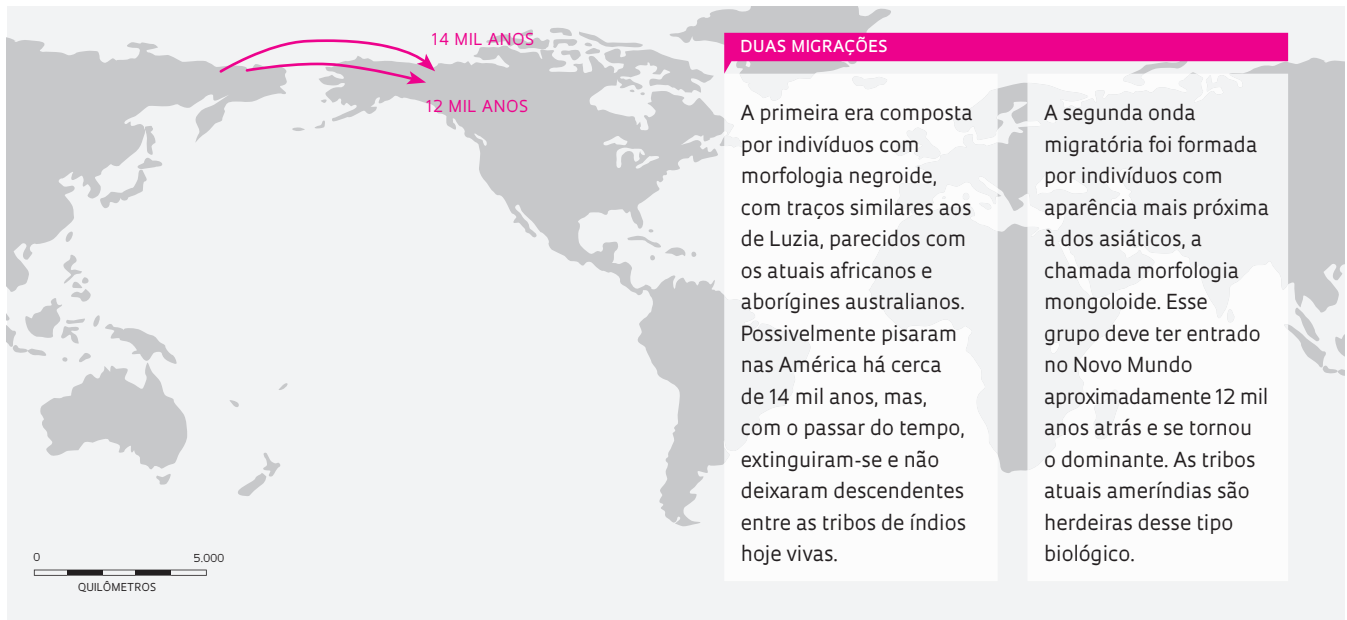 14 MIL ANOS
12 MIL ANOS
0 5.000
QUILÔMETROS
DUAS MIGRAÇÕES
A primeira era composta
por indivíduos com
morfologia negroide,
com traços similares aos
de Luzia, parecidos com
os atuais africanos e
aborígines australianos.
Possivelmente pisaram
nas América há cerca
de 14 mil anos, mas,
com o passar do tempo,
extinguiram-se e não
deixaram descendentes
entre as tribos de índios
hoje vivas.
A segunda onda
migratória foi formada
por indivíduos com
aparência mais próxima
à dos asiáticos, a
chamada morfologia
mongoloide. Esse
grupo deve ter entrado
no Novo Mundo
aproximadamente 12 mil
anos atrás e se tornou
o dominante. As tribos
atuais ameríndias são
herdeiras desse tipo
biológico.